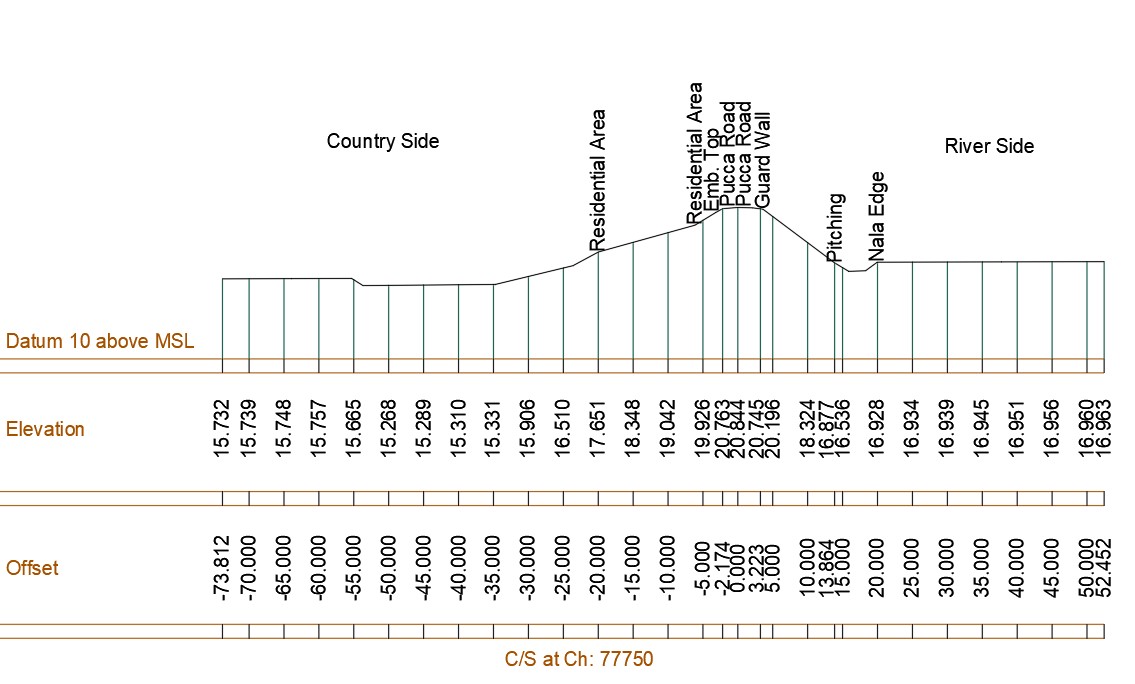 Country Side
River Side
Residential Area
Residential Area
Emb. Top
Pucca Road
Pucca Road
Guard Wall
Pitching
Nala Edge
Datum 10 above MSL
Elevation
15.732 15.739 15.748 15.757 15.665 15.268 15.289 15.310 15.331 15.906 16.510 17.651 18.348 19.042 19.926 20.763 20.844 20.745 20.196 18.324 16.877 16.536 16.928 16.934 16.939 16.945 16.951 16.956 16.960 16.963
Offset
-73.812 -70.000 -65.000 -60.000 -55.000 -50.000 -45.000 -40.000 -35.000 -30.000 -25.000 -20.000 -15.000 -10.000 -5.000 -2.174 0.000 3.223 5.000 10.000 13.864 15.000 20.000 25.000 30.000 35.000 40.000 45.000 50.000 52.452
C/S at Ch: 77750